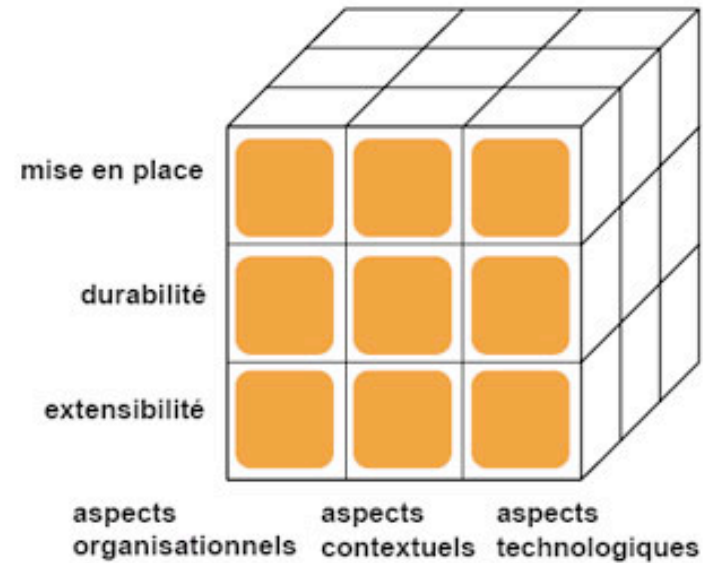 mise en place
durabilité
extensibilité
aspects organisationnels
aspects contextuels
aspects technologiques